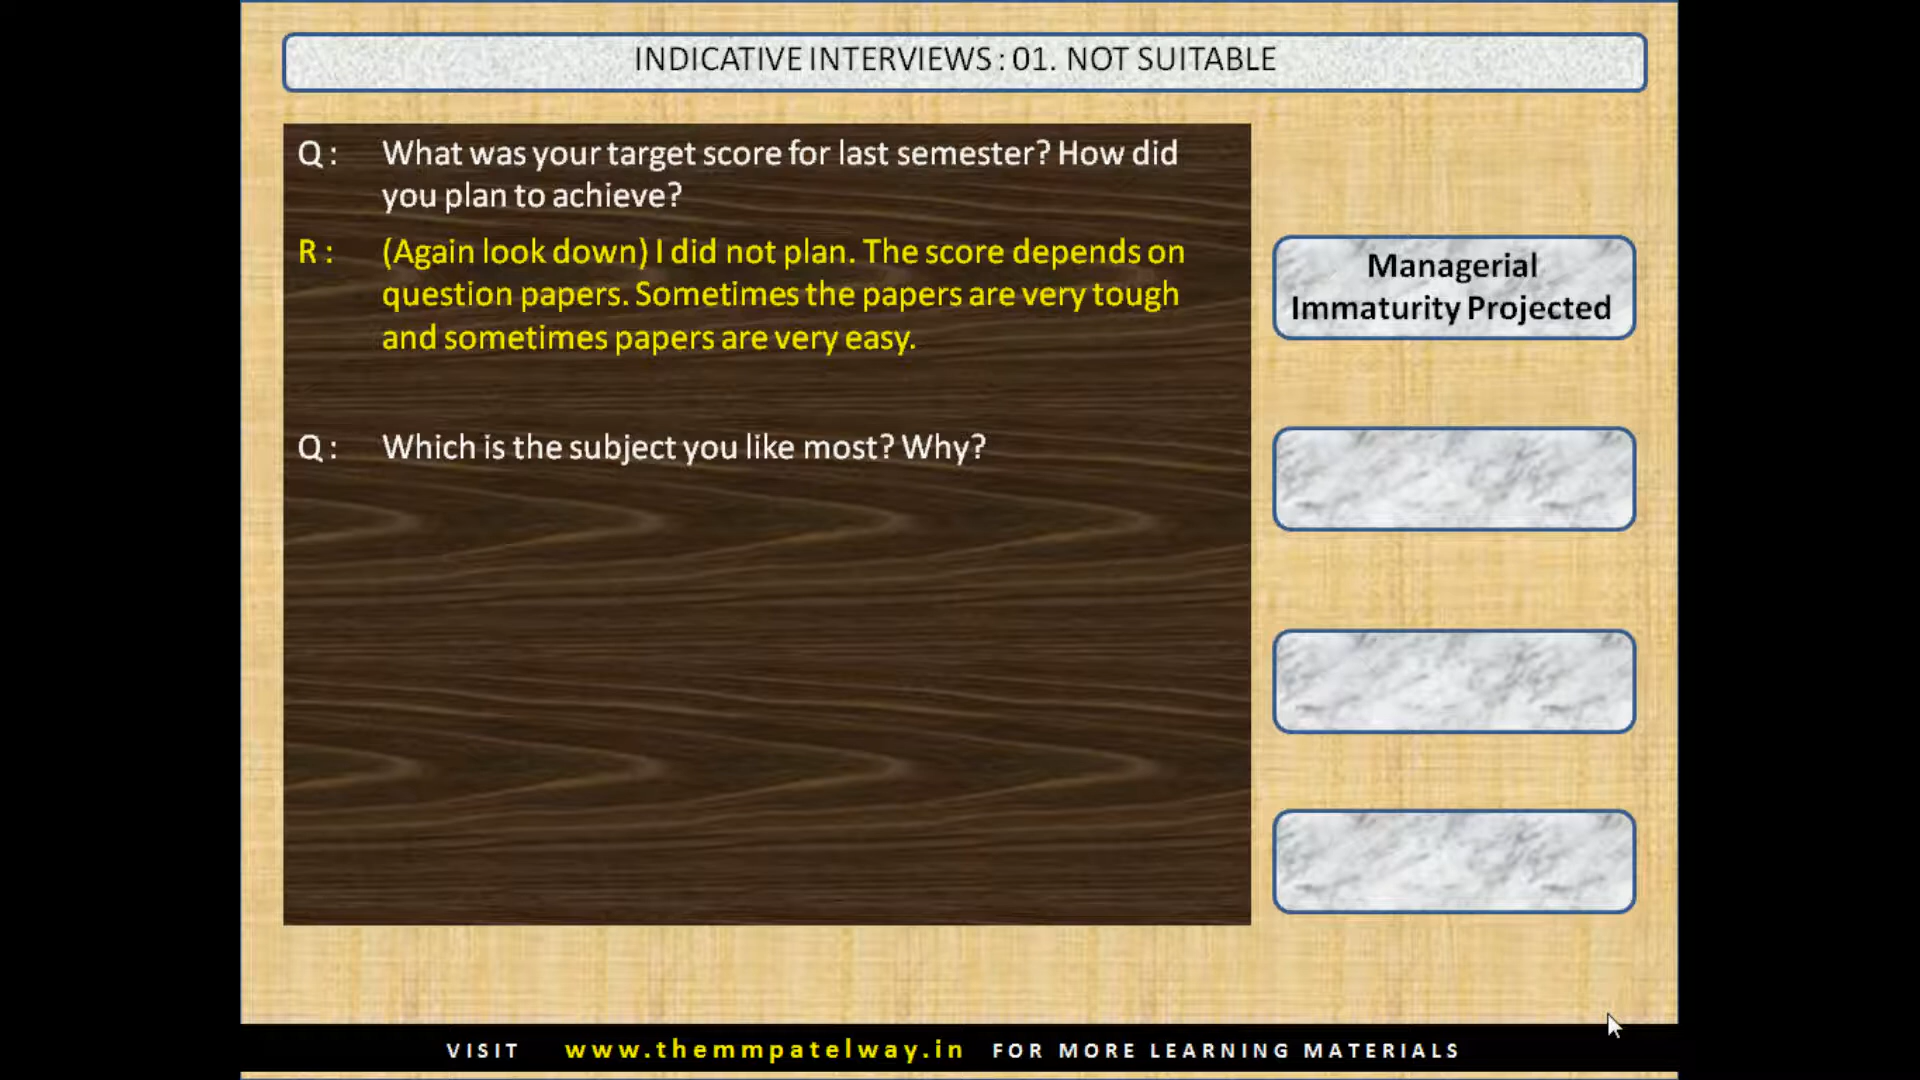 INDICATIVE INTERVIEWS : 01. NOT SUITABLE
Q : What was your target score for last semester? How did
you plan to achieve?
R : (Again look down) I did not plan. The score depends on
question papers. Sometimes the papers are very tough
and sometimes papers are very easy.
Managerial
Immaturity Projected
Q : Which is the subject you like most? Why?
VISIT www.themmpatelway.in FOR MORE LEARNING MATERIALS